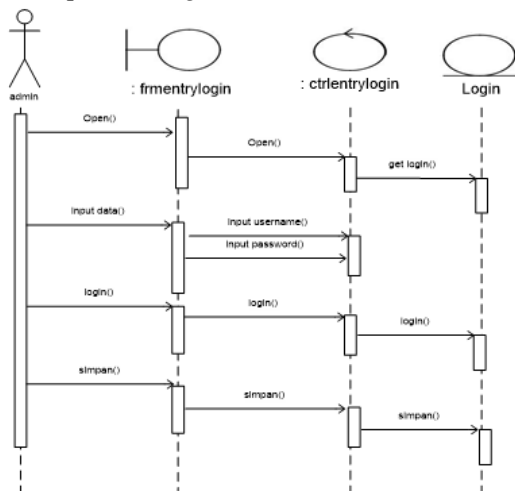 admin
: frmentrylogin
: ctrlentrylogin
Login
Open()
Open()
get login()
Input data()
Input username()
Input password()
login()
login()
login()
simpan()
simpan()
simpan()